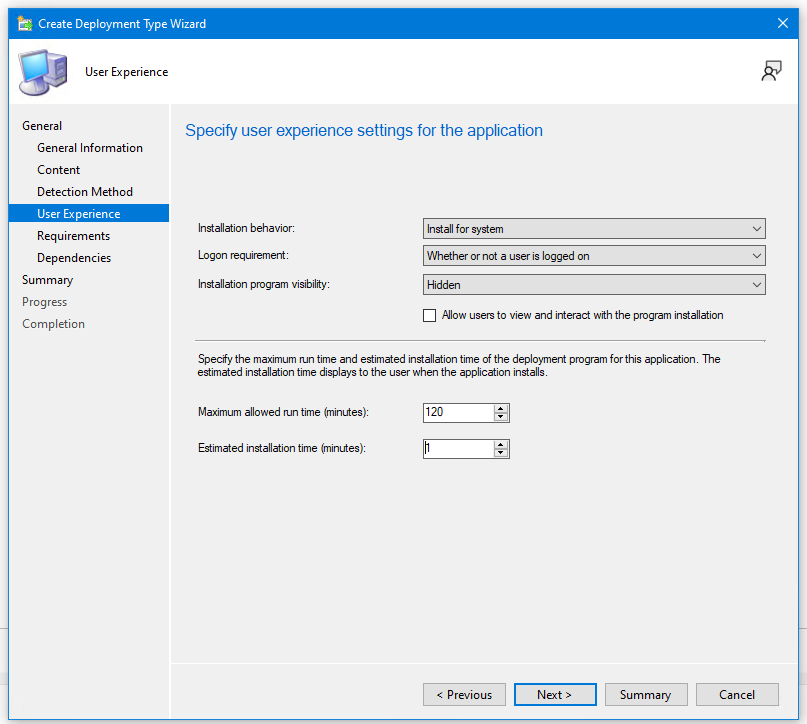 Create Deployment Type Wizard
User Experience
General
General Information
Content
Detection Method
User Experience
Requirements
Dependencies
Summary
Progress
Completion
Specify user experience settings for the application
Installation behavior:
Install for system
Logon requirement:
Whether or not a user is logged on
Installation program visibility:
Hidden
Allow users to view and interact with the program installation
Specify the maximum run time and estimated installation time of the deployment program for this application. The
estimated installation time displays to the user when the application installs.
Maximum allowed run time (minutes):
120
Estimated installation time (minutes):
1
< Previous
Next >
Summary
Cancel